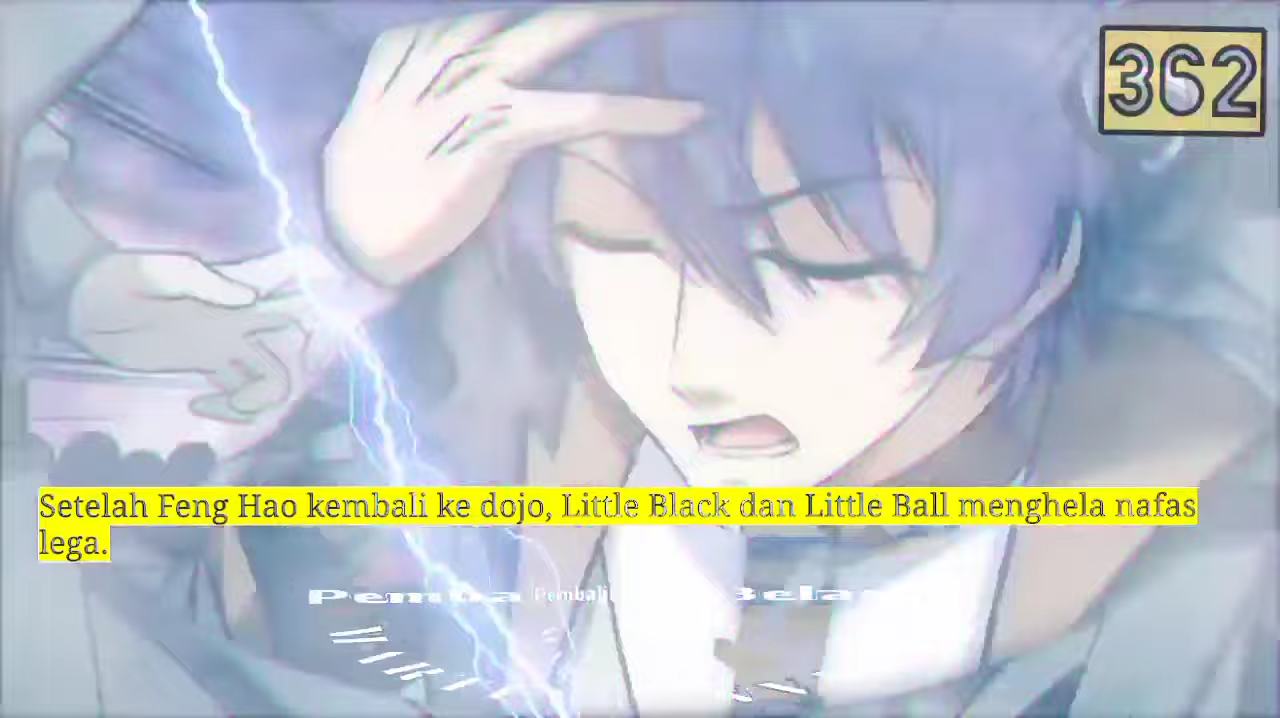 362
Setelah Feng Hao kembali ke dojo, Little Black dan Little Ball menghela nafas
lega.